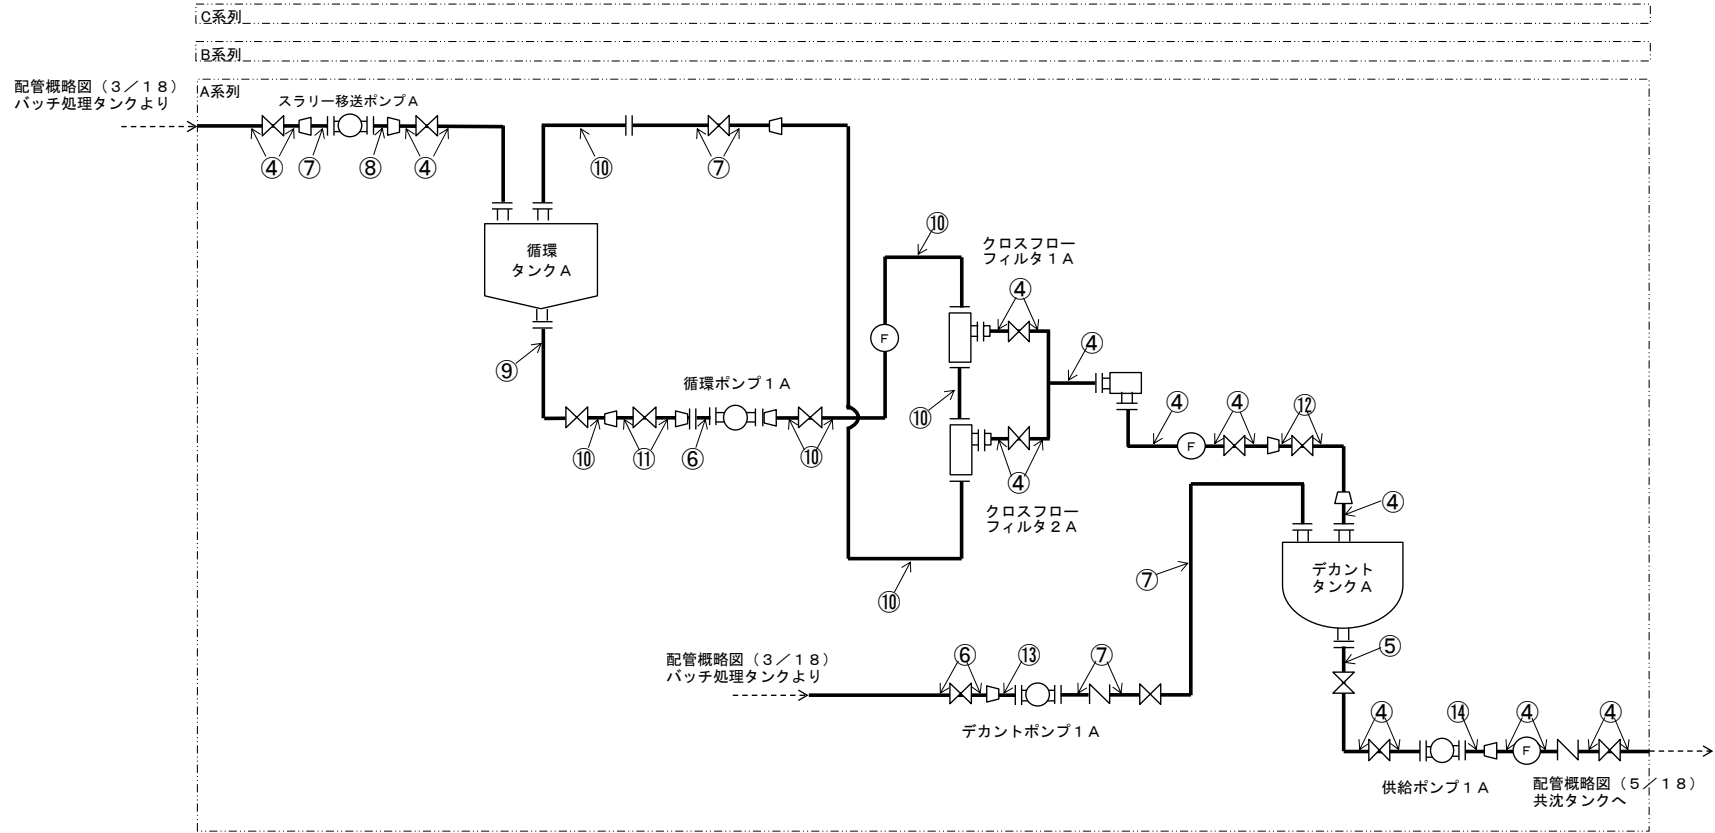 C系列
B系列
A系列
配管概略図(3/18)
バッチ処理タンクより
スラリー移送ポンプA
④
⑦
⑧
④
⑩
⑦
循環
タンクA
⑩
クロスフロー
フィルタ1A
④
F
⑨
④
循環ポンプ1A
⑩
④
④
⑫
F
⑩
⑪
⑥
⑩
④
④
クロスフロー
フィルタ2A
デカント
タンクA
⑦
⑩
⑤
配管概略図(3/18)
バッチ処理タンクより
⑥
⑬
⑦
デカントポンプ1A
④
⑭
④
④
F
供給ポンプ1A
配管概略図(5/18)
共沈タンクへ